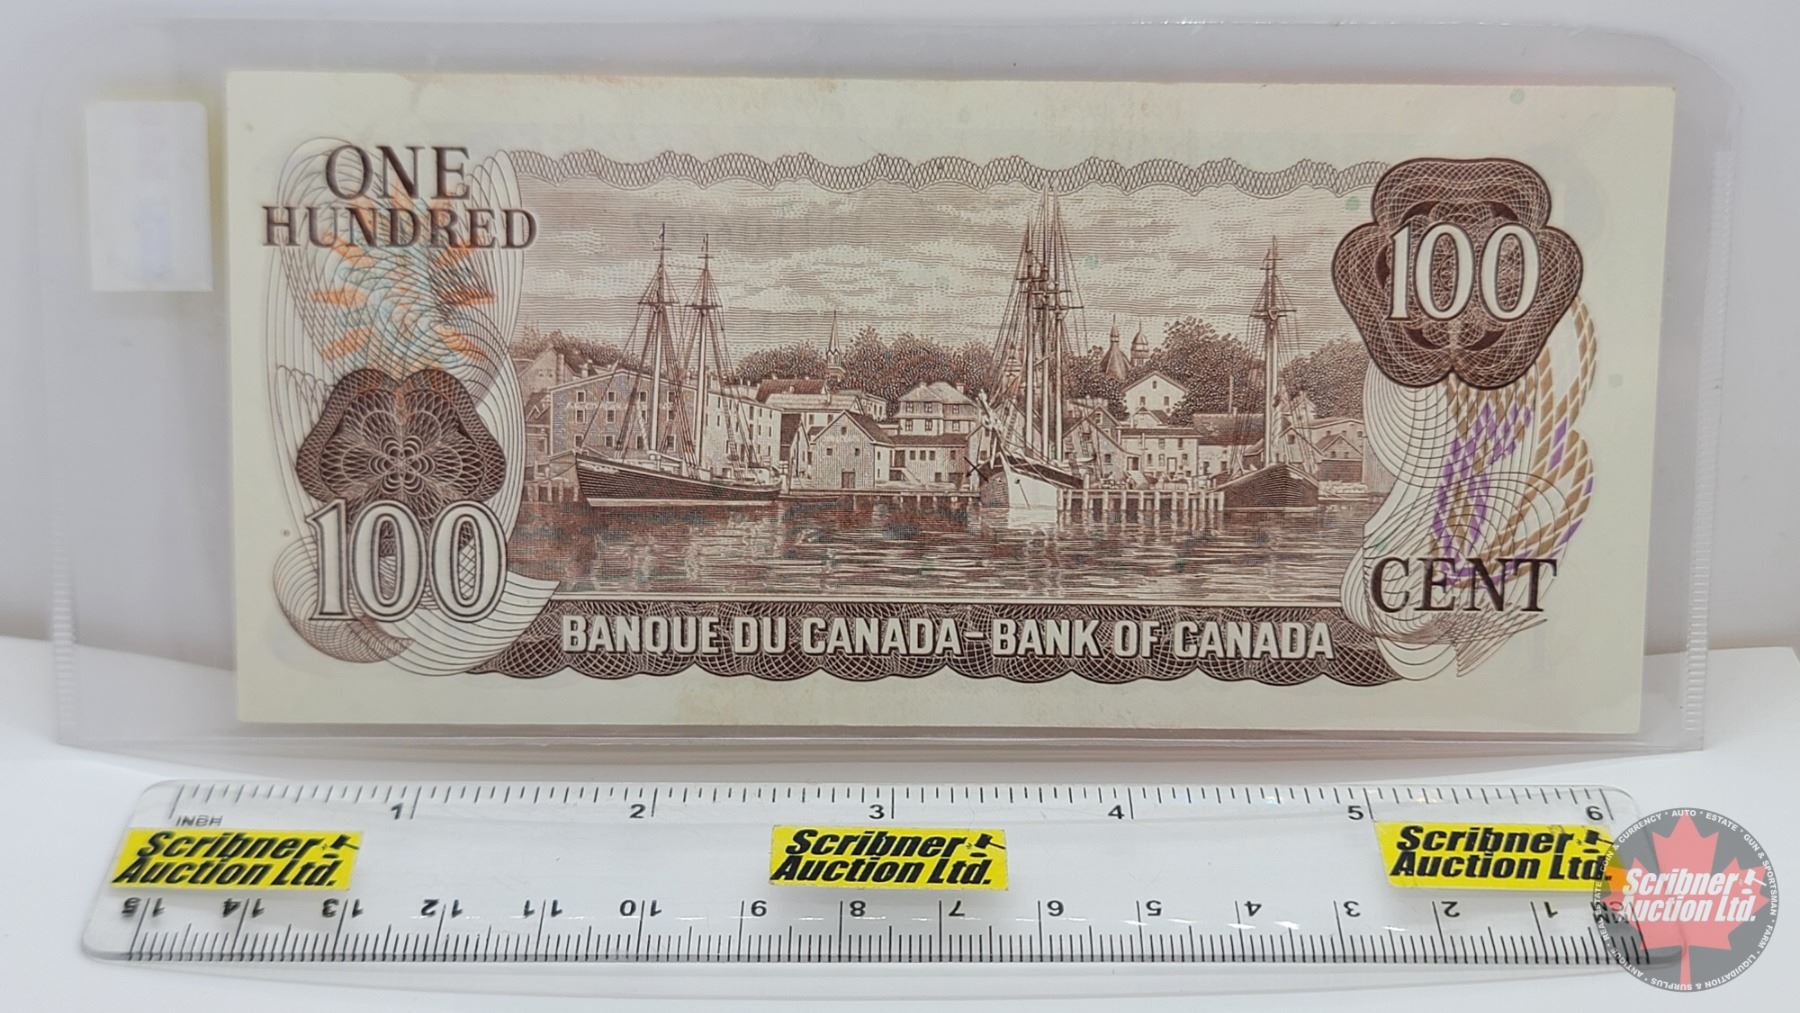 ONE
HUNDRED
100
100
CENT
BANQUE DU CANADA-BANK OF CANADA
INCH
1 2 3 4 5 6
Scribner
Auction Ltd.
Scribner
Auction Ltd.
Scribner
Auction Ltd.
15 14 13 12 11 10 9 8 7 6 5 4 3 2 1
Scribner
Auction Ltd.